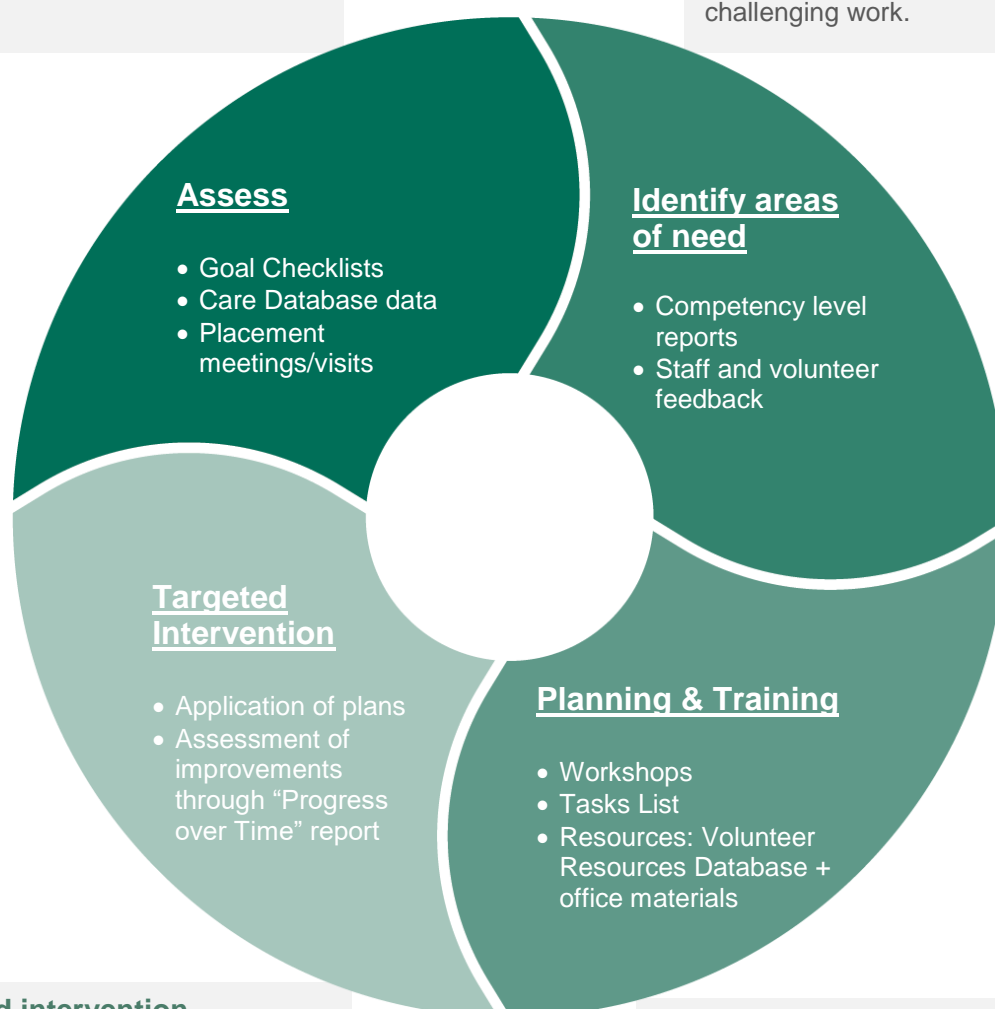 challenging work.
Assess
• Goal Checklists
• Care Database data
• Placement
meetings/visits
Identify areas
of need
• Competency level
reports
• Staff and volunteer
feedback
Planning & Training
• Workshops
• Tasks List
• Resources: Volunteer
Resources Database +
office materials
Targeted
Intervention
• Application of plans
• Assessment of
improvements
through “Progress
over Time” report
d intervention